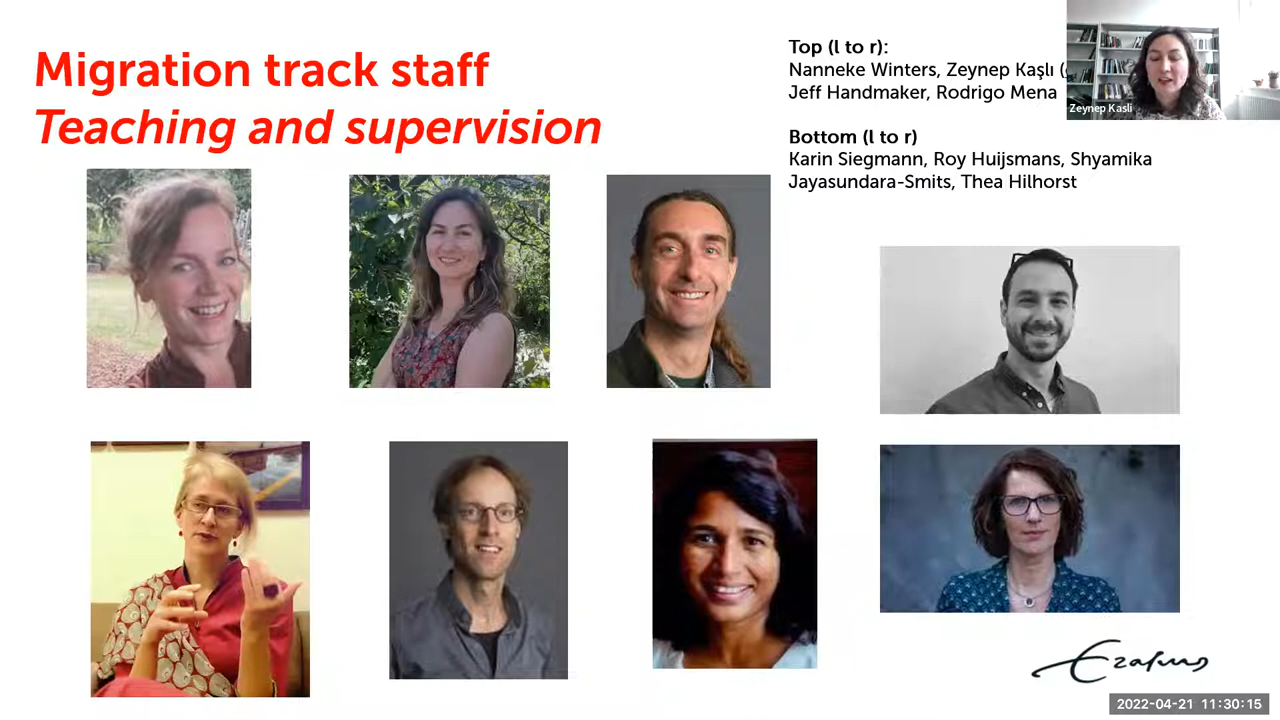 Migration track staff
Teaching and supervision
Top (l to r):
Nanneke Winters, Zeynep Kaşlı (
Jeff Handmaker, Rodrigo Mena
Zeynep Kasli
Bottom (l to r)
Karin Siegmann, Roy Huijsmans, Shyamika
Jayasundara-Smits, Thea Hilhorst
Erasmus
2022-04-21 11:30:15